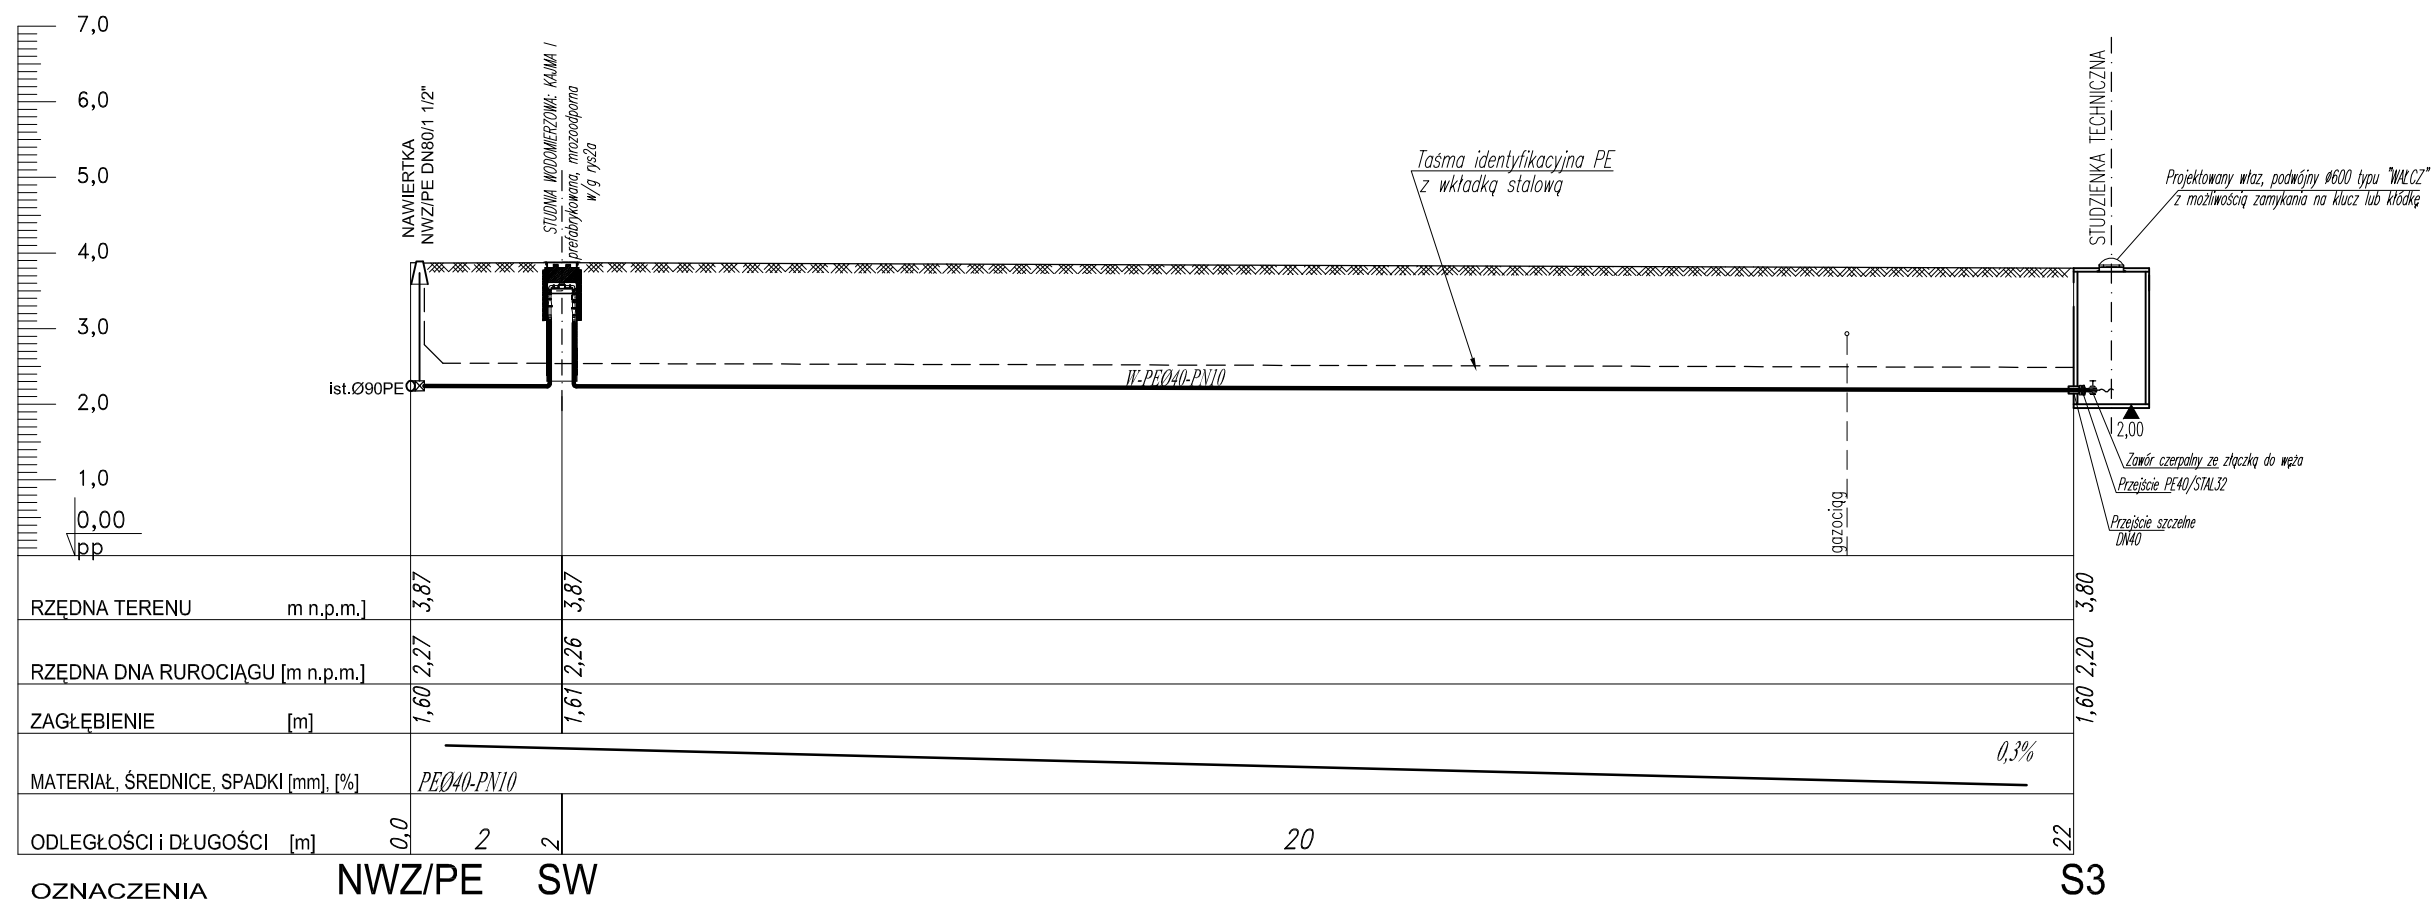 7,0
6,0
5,0
4,0
3,0
2,0
1,0
0,00
pp
NAWIERTKA
NWZ/PE DN80/1 1/2"
STUDNIA WODOMIERZOWA: KAJMA I
prefabrykowana, mrozoodporna
w/g rys2a
Taśma identyfikacyjna PE
z wkładką stalową
STUDZIENKA TECHNICZNA
Projektowany właz, podwójny ø600 typu "WAŁCZ"
z możliwością zamykania na klucz lub kłódkę
ist.Ø90PE
W-PEØ40-PN10
gazociąg
2,00
Zawór czerpalny ze złączką do węża
Przejście PE40/STAL32
Przejście szczelne
DN40
RZĘDNA TERENU m n.p.m.] 3,87 3,87 3,80
RZĘDNA DNA RUROCIĄGU [m n.p.m.] 2,27 2,26 2,20
ZAGŁĘBIENIE [m] 1,60 1,61 1,60
MATERIAŁ, ŚREDNICE, SPADKI [mm], [%] PEØ40-PN10 0,3%
ODLEGŁOŚCI i DŁUGOŚCI [m] 0,0 2 2 20 22
OZNACZENIA NWZ/PE SW S3